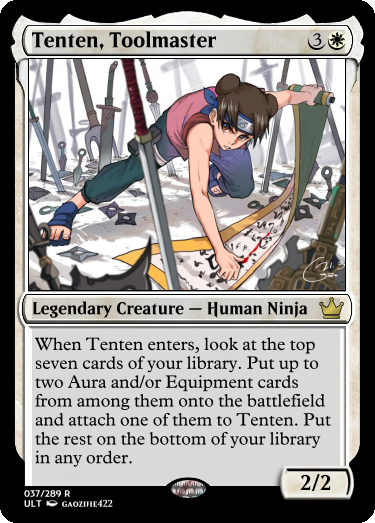 Tenten, Toolmaster 3
Legendary Creature — Human Ninja
When Tenten enters, look at the top
seven cards of your library. Put up to
two Aura and/or Equipment cards
from among them onto the battlefield
and attach one of them to Tenten. Put
the rest on the bottom of your library
in any order.
2/2
037/289 R
ULT GAOZIFIE422